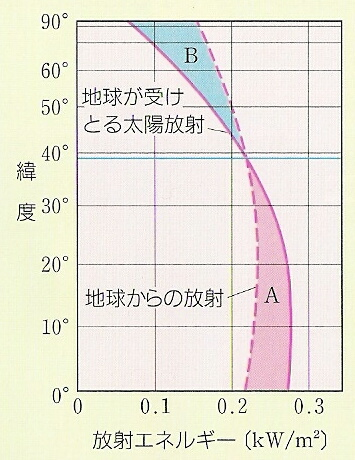 90°
60°
50°
40°
30°
20°
10°
0°
緯度
B
地球が受け
とる太陽放射
地球からの放射
A
0 0.1 0.2 0.3
放射エネルギー〔kW/m²〕